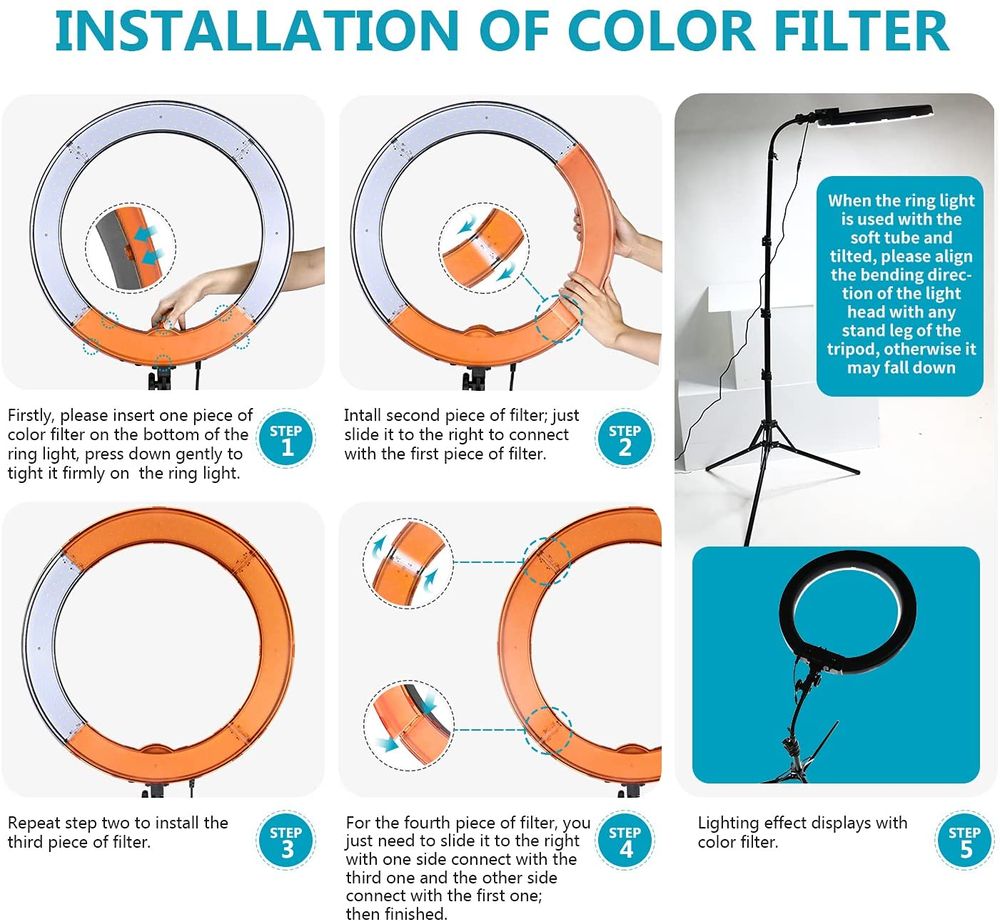 INSTALLATION OF COLOR FILTER
Firstly, please insert one piece of
color filter on the bottom of the
ring light, press down gently to
tight it firmly on  the ring light.
STEP
1
Intall second piece of filter; just
slide it to the right to connect
with the first piece of filter.
STEP
2
When the ring light
is used with the
soft tube and
tilted, please align
the bending direc-
tion of the light
head with any
stand leg of the
tripod, otherwise it
may fall down
Repeat step two to install the
third piece of filter.
STEP
3
For the fourth piece of filter, you
just need to slide it to the right
with one side connect with the
third one and the other side
connect with the first one;
then finished.
STEP
4
Lighting effect displays with
color filter.
STEP
5